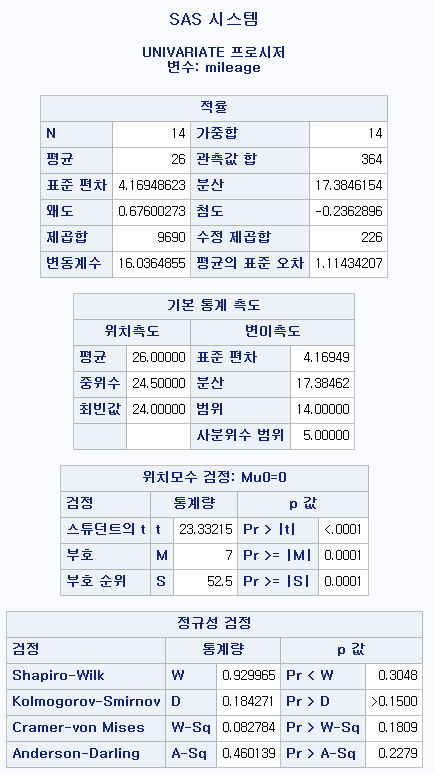 SAS 시스템
UNIVARIATE 프로시저
변수: mileage
적률
N 14 가중합 14
평균 26 관측값 합 364
표준 편차 4.16948623 분산 17.3846154
왜도 0.67600273 첨도 -0.2362896
제곱합 9690 수정 제곱합 226
변동계수 16.0364855 평균의 표준 오차 1.11434207
기본 통계 측도
위치측도 변이측도
평균 26.00000 표준 편차 4.16949
중위수 24.50000 분산 17.38462
최빈값 24.00000 범위 14.00000
사분위수 범위 5.00000
위치모수 검정: Mu0=0
검정 통계량 p 값
스튜던트의 t t 23.33215 Pr > |t| <.0001
부호 M 7 Pr >= |M| 0.0001
부호 순위 S 52.5 Pr >= |S| 0.0001
정규성 검정
검정 통계량 p 값
Shapiro-Wilk W 0.929965 Pr < W 0.3048
Kolmogorov-Smirnov D 0.184271 Pr > D >0.1500
Cramer-von Mises W-Sq 0.082784 Pr > W-Sq 0.1809
Anderson-Darling A-Sq 0.460139 Pr > A-Sq 0.2279